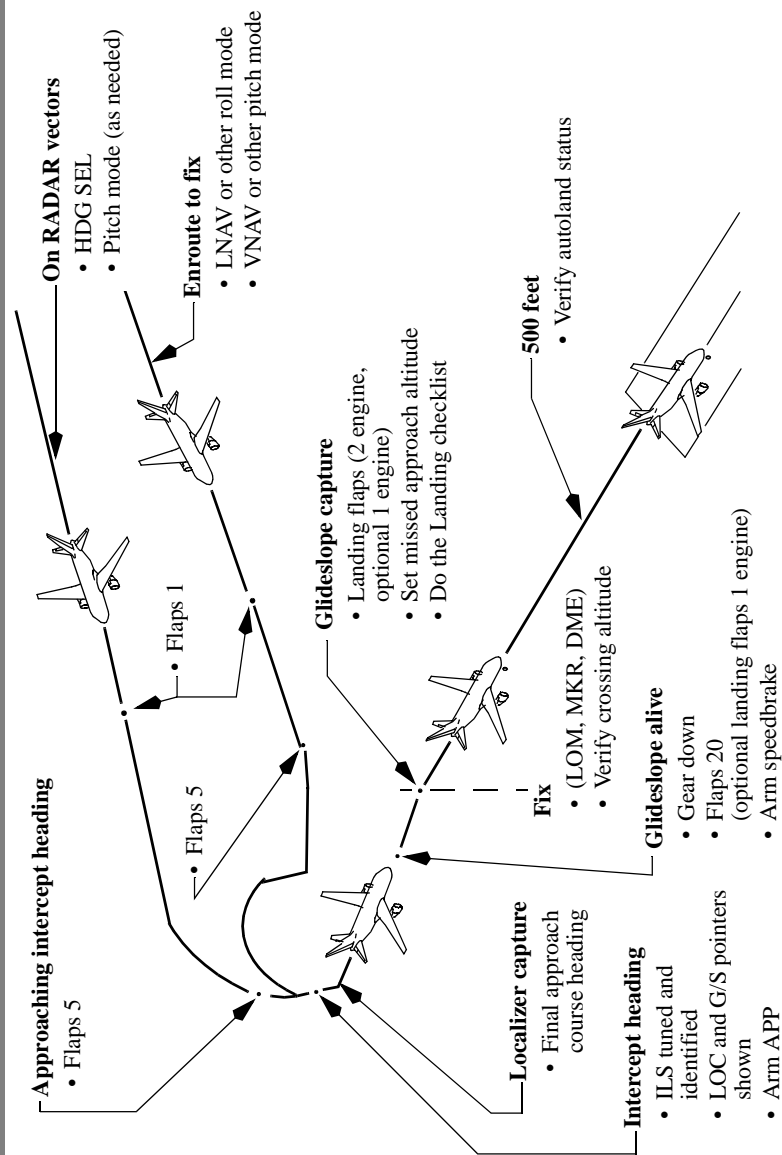 On RADAR vectors
• HDG SEL
• Pitch mode (as needed)
Enroute to fix
• LNAV or other roll mode
• VNAV or other pitch mode
• Flaps 1
Approaching intercept heading
• Flaps 5
• Flaps 5
Localizer capture
• Final approach
course heading
Intercept heading
• ILS tuned and
identified
• LOC and G/S pointers
shown
• Arm APP
Glideslope alive
• Gear down
• Flaps 20
(optional landing flaps 1 engine)
• Arm speedbrake
Fix
• (LOM, MKR, DME)
• Verify crossing altitude
Glideslope capture
• Landing flaps (2 engine,
optional 1 engine)
• Set missed approach altitude
• Do the Landing checklist
500 feet
• Verify autoland status